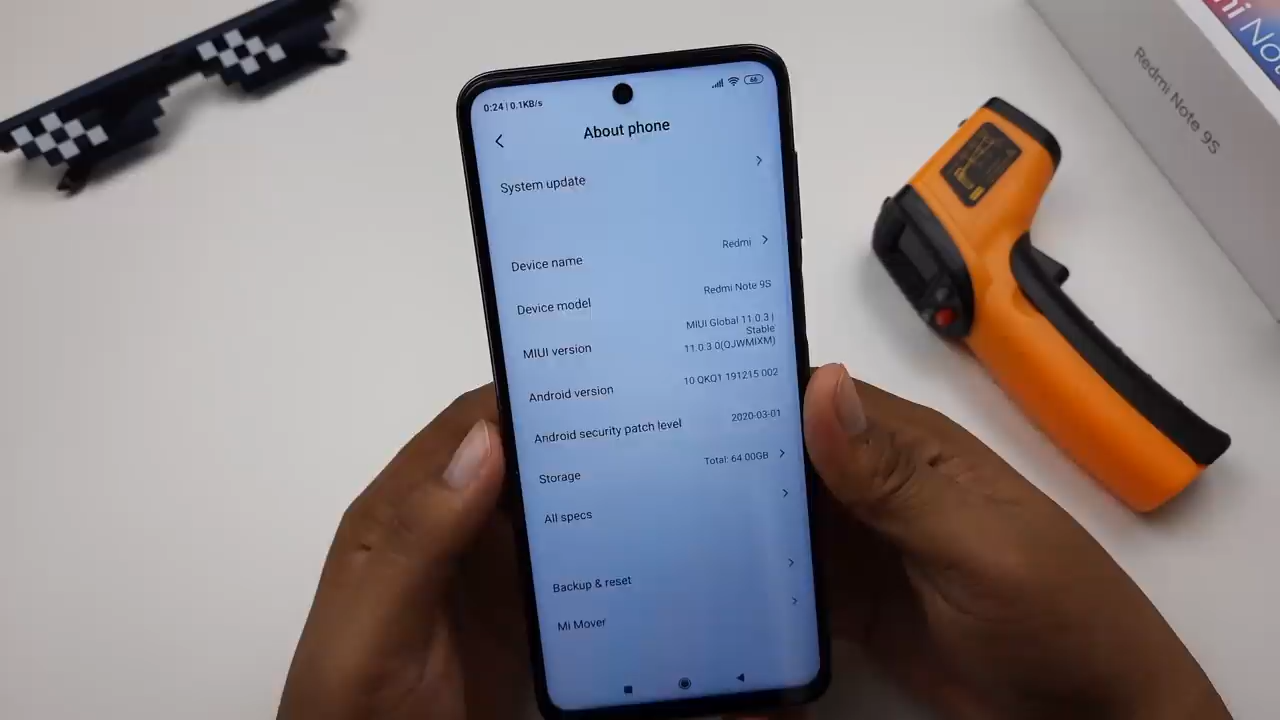 0:24 | 0.1KB/s
66
About phone
System update
Device name
Redmi
Device model
Redmi Note 9S
MIUI version
MIUI Global 11.0.3 |
Stable
11.0.3.0(QJWMIXM)
Android version
10 QKQ1.191215.002
Android security patch level
2020-03-01
Storage
Total: 64.00GB
All specs
Backup & reset
Mi Mover
Redmi Note 9S